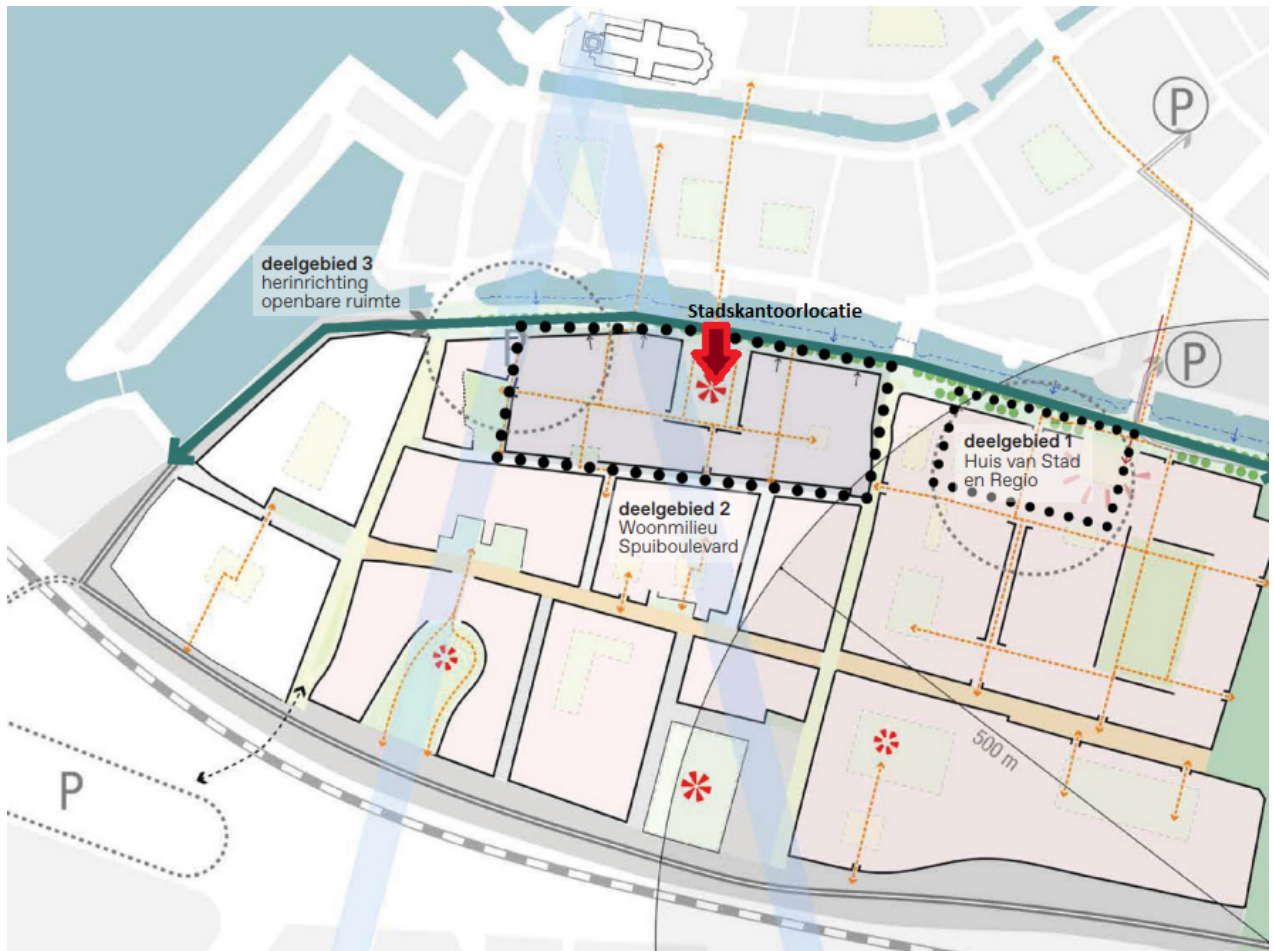 P
deelgebied 3
herinrichting
openbare ruimte
Stadskantoorlocatie
P
P
deelgebied 1
Huis van Stad
en Regio
deelgebied 2
Woonmilieu
Spuiboulevard
500 m
P